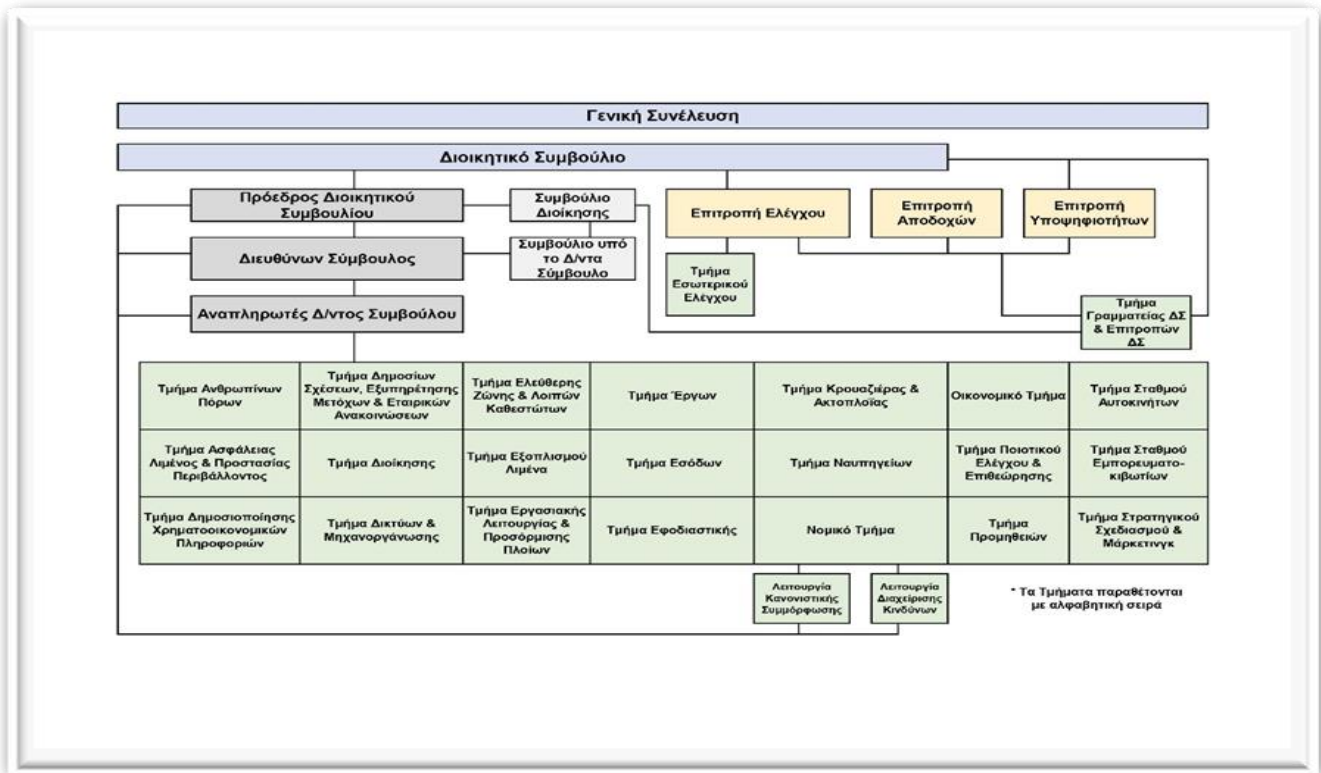 Γενική Συνέλευση
Διοικητικό Συμβούλιο
Πρόεδρος Διοικητικού
Συμβουλίου
Συμβούλιο
Διοίκησης
Επιτροπή Ελέγχου
Επιτροπή
Αποδοχών
Επιτροπή
Υποψηφιοτήτων
Διευθύνων Σύμβουλος
Συμβούλιο υπό
το Δ/ντα
Σύμβουλο
Τμήμα
Εσωτερικού
Ελέγχου
Αναπληρωτές Δ/ντος Συμβούλου
Τμήμα
Γραμματείας ΔΣ
& Επιτροπών
ΔΣ
Τμήμα Ανθρωπίνων
Πόρων
Τμήμα Δημοσίων
Σχέσεων, Εξυπηρέτησης
Μετόχων & Εταιρικών
Ανακοινώσεων
Τμήμα Ελεύθερης
Ζώνης & Λοιπών
Καθεστώτων
Τμήμα Έργων
Τμήμα Κρουαζιέρας &
Ακτοπλοΐας
Οικονομικό Τμήμα
Τμήμα Σταθμού
Αυτοκινήτων
Τμήμα Ασφάλειας
Λιμένος & Προστασίας
Περιβάλλοντος
Τμήμα Διοίκησης
Τμήμα Εξοπλισμού
Λιμένα
Τμήμα Εσόδων
Τμήμα Ναυπηγείων
Τμήμα Ποιοτικού
Ελέγχου &
Επιθεώρησης
Τμήμα Σταθμού
Εμπορευματο-
κιβωτίων
Τμήμα Δημοσιοποίησης
Χρηματοοικονομικών
Πληροφοριών
Τμήμα Δικτύων &
Μηχανοργάνωσης
Τμήμα Εργασιακής
Λειτουργίας &
Προσόρμισης
Πλοίων
Τμήμα Εφοδιαστικής
Νομικό Τμήμα
Τμήμα
Προμηθειών
Τμήμα Στρατηγικού
Σχεδιασμού &
Μάρκετινγκ
Λειτουργία
Κανονιστικής
Συμμόρφωσης
Λειτουργία
Διαχείρισης
Κινδύνων
* Τα Τμήματα παραθέτονται
με αλφαβητική σειρά